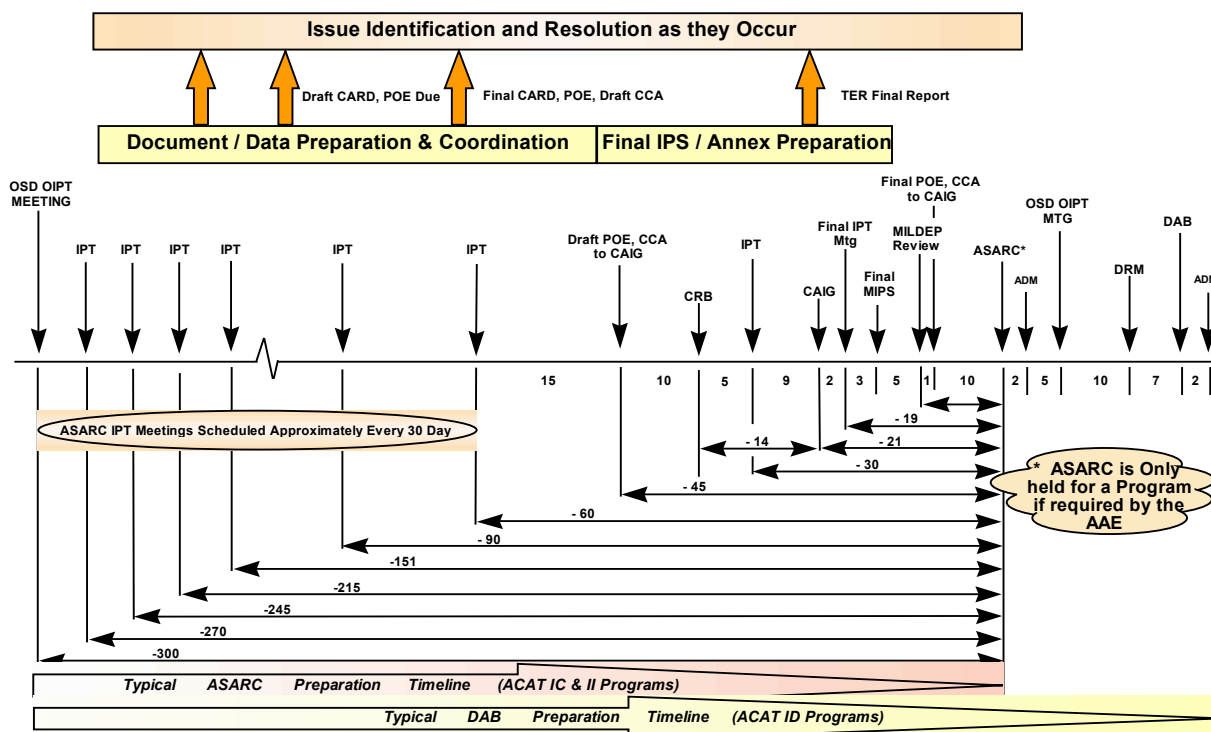 Issue Identification and Resolution as they Occur
Draft CARD, POE Due
Final CARD, POE, Draft CCA
TER Final Report
Document / Data Preparation & Coordination
Final IPS / Annex Preparation
OSD OIPT
MEETING
IPT
IPT
IPT
IPT
IPT
IPT
Draft POE, CCA
to CAIG
CRB
IPT
CAIG
Final IPT
Mtg
Final
MIPS
MILDEP
Review
Final POE, CCA
to CAIG
ASARC*
ADM
OSD OIPT
MTG
DRM
DAB
ADM
15 10 5 9 2 3 5 1 10 2 5 10 7 2
ASARC IPT Meetings Scheduled Approximately Every 30 Day
- 19
- 14
- 21
- 30
- 45
- 60
- 90
-151
-215
-245
-270
-300
* ASARC is Only
held for a Program
if required by the
AAE
Typical ASARC Preparation Timeline (ACAT IC & II Programs)
Typical DAB Preparation Timeline (ACAT ID Programs)